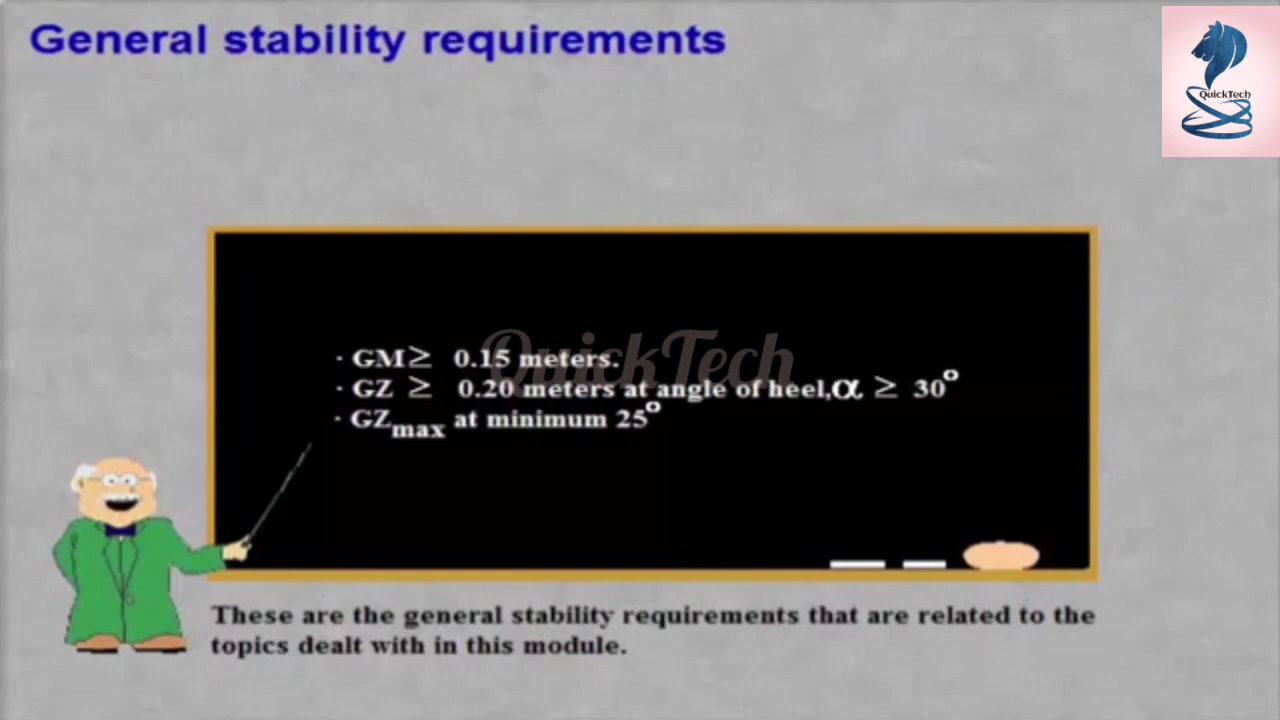 General stability requirements
QuickTech
QuickTech
· GM≥ 0.15 meters.
· GZ ≥ 0.20 meters at angle of heel,α ≥ 30°
· GZmax at minimum 25°
These are the general stability requirements that are related to the
topics dealt with in this module.